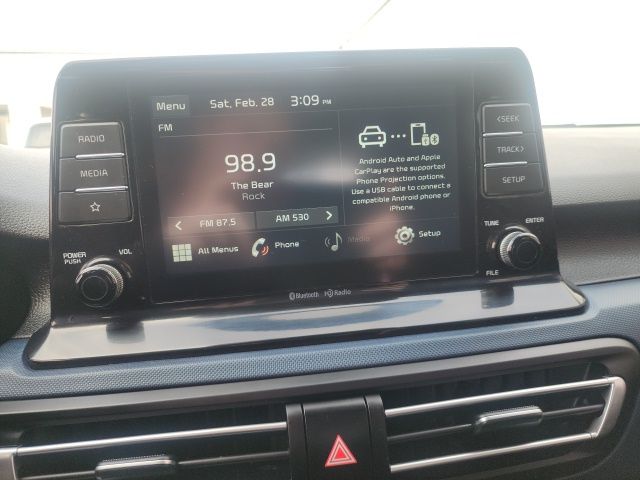 Menu Sat, Feb. 28 3:09 PM
FM
98.9
The Bear
Rock
< FM 87.5 AM 530 >
Android Auto and Apple
CarPlay are the supported
Phone Projection options.
Use a USB cable to connect a
compatible Android phone or
iPhone.
All Menus Phone Media Setup
RADIO
MEDIA
POWER
PUSH
VOL
<SEEK
TRACK>
SETUP
TUNE
ENTER
FILE
Bluetooth HD Radio